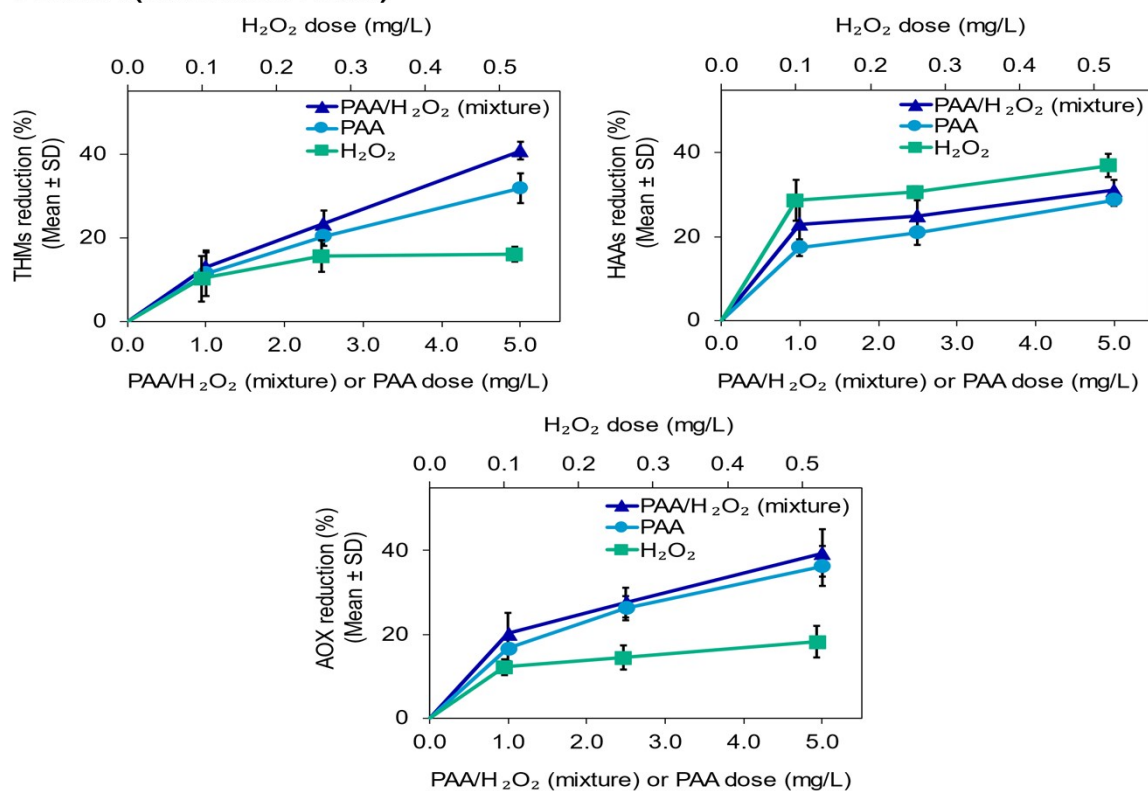 H₂O₂ dose (mg/L)
0.0 0.1 0.2 0.3 0.4 0.5
THMs reduction (%)
(Mean ± SD)
40
20
0
PAA/H₂O₂ (mixture)
PAA
H₂O₂
0.0 1.0 2.0 3.0 4.0 5.0
PAA/H₂O₂ (mixture) or PAA dose (mg/L)
H₂O₂ dose (mg/L)
0.0 0.1 0.2 0.3 0.4 0.5
HAAs reduction (%)
(Mean ± SD)
40
20
0
PAA/H₂O₂ (mixture)
PAA
H₂O₂
0.0 1.0 2.0 3.0 4.0 5.0
PAA/H₂O₂ (mixture) or PAA dose (mg/L)
H₂O₂ dose (mg/L)
0.0 0.1 0.2 0.3 0.4 0.5
AOX reduction (%)
(Mean ± SD)
40
20
0
PAA/H₂O₂ (mixture)
PAA
H₂O₂
0.0 1.0 2.0 3.0 4.0 5.0
PAA/H₂O₂ (mixture) or PAA dose (mg/L)